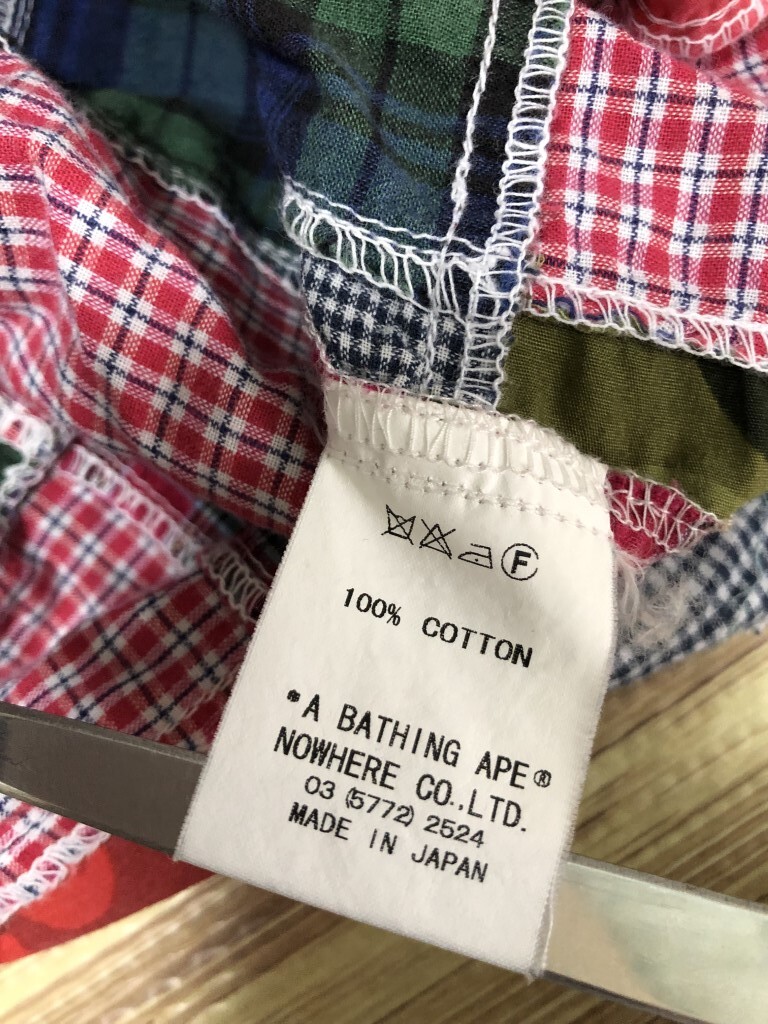 F
100% COTTON
*A BATHING APE®
NOWHERE CO.,LTD.
03 (5772) 2524
MADE IN JAPAN